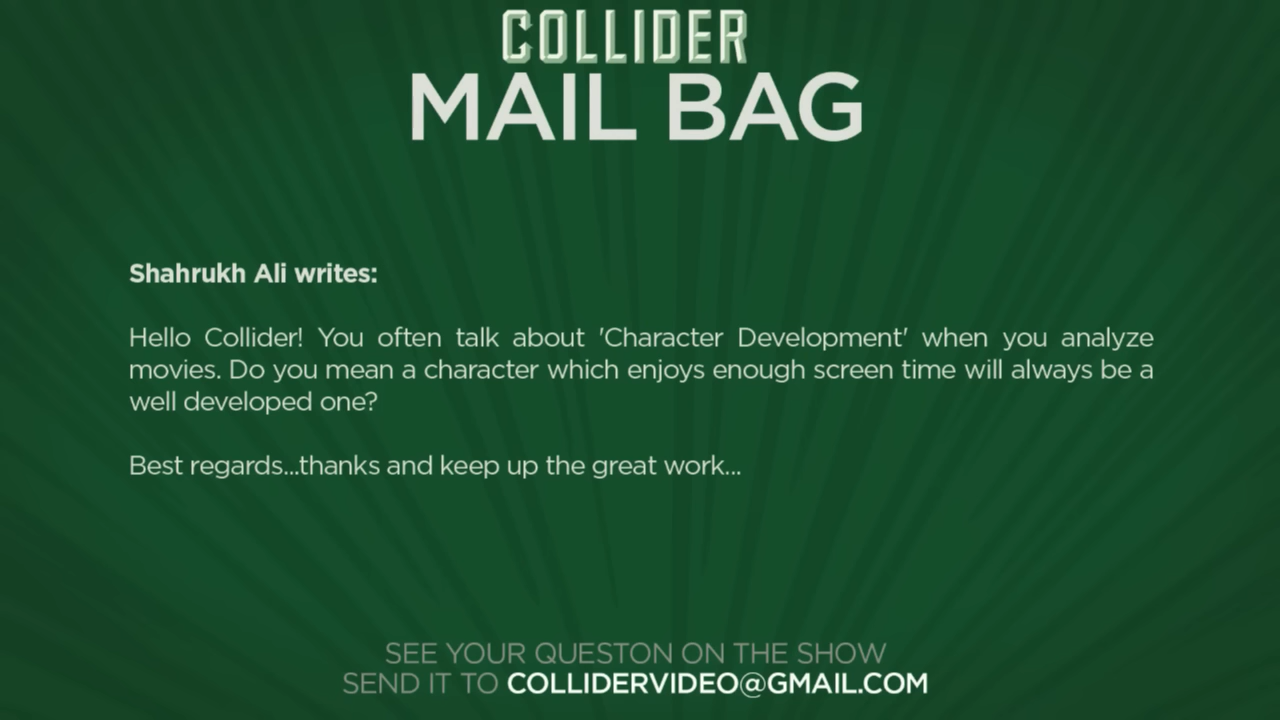 COLLIDER
MAIL BAG
Shahrukh Ali writes:
Hello Collider! You often talk about 'Character Development' when you analyze
movies. Do you mean a character which enjoys enough screen time will always be a
well developed one?
Best regards...thanks and keep up the great work...
SEE YOUR QUESTON ON THE SHOW
SEND IT TO COLLIDERVIDEO@GMAIL.COM